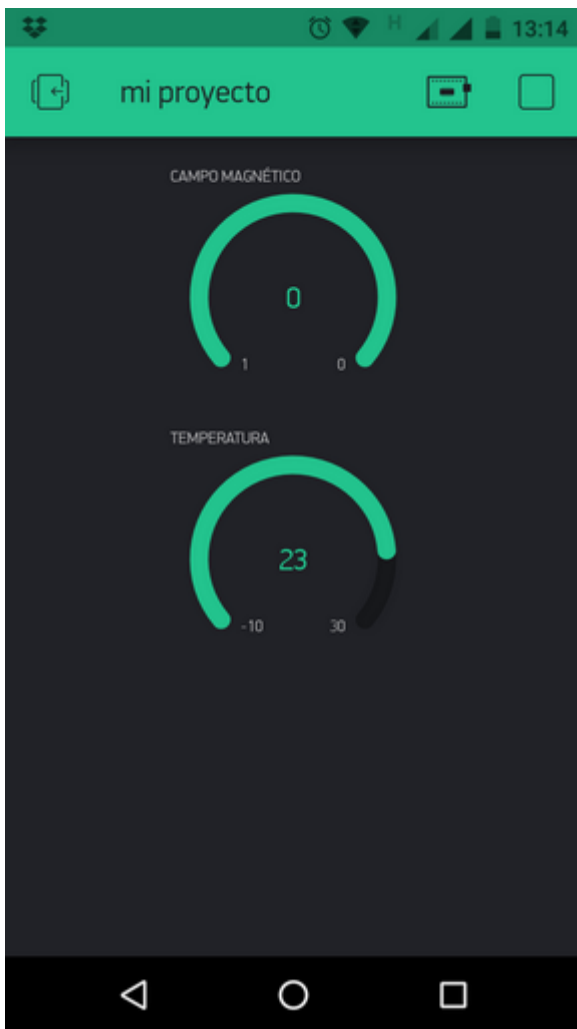 H 13:14
mi proyecto
CAMPO MAGNÉTICO
0
1 0
TEMPERATURA
23
-10 30